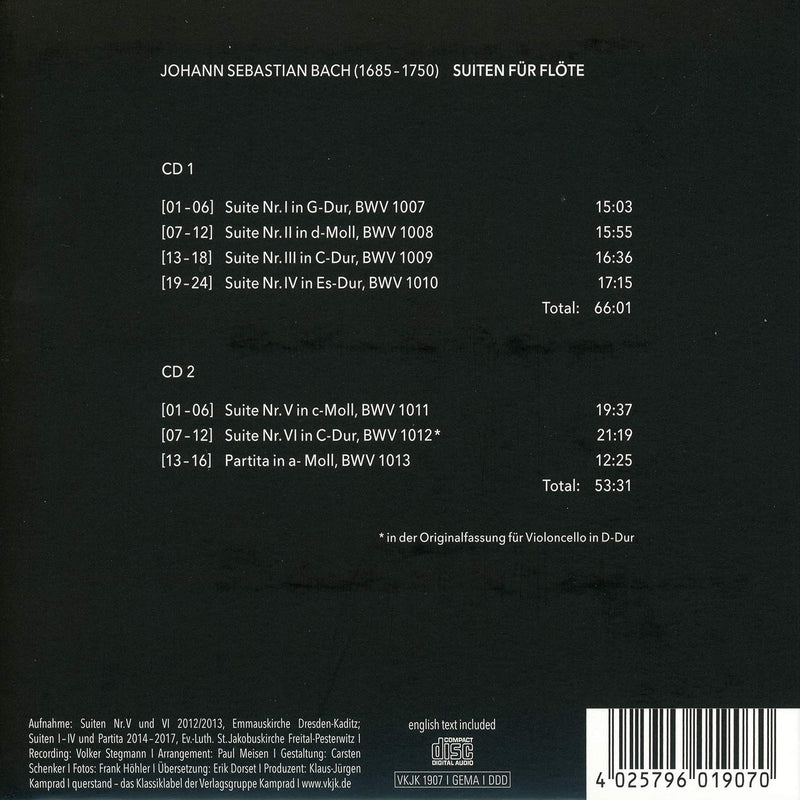 JOHANN SEBASTIAN BACH (1685–1750) SUITEN FÜR FLÖTE
CD 1
[01–06] Suite Nr. I in G-Dur, BWV 1007 15:03
[07–12] Suite Nr. II in d-Moll, BWV 1008 15:55
[13–18] Suite Nr. III in C-Dur, BWV 1009 16:36
[19–24] Suite Nr. IV in Es-Dur, BWV 1010 17:15
Total: 66:01
CD 2
[01–06] Suite Nr. V in c-Moll, BWV 1011 19:37
[07–12] Suite Nr. VI in C-Dur, BWV 1012* 21:19
[13–16] Partita in a- Moll, BWV 1013 12:25
Total: 53:31
* in der Originalfassung für Violoncello in D-Dur
Aufnahme: Suiten Nr. V und VI 2012/2013, Emmauskirche Dresden-Kaditz;
Suiten I–IV und Partita 2014–2017, Ev.-Luth. St. Jakobuskirche Freital-Pesterwitz I
Recording: Volker Stegmann I Arrangement: Paul Meisen I Gestaltung: Carsten
Schenker I Fotos: Frank Höhler I Übersetzung: Erik Dorset I Produzent: Klaus-Jürgen
Kamprad I querstand – das Klassiklabel der Verlagsgruppe Kamprad I www.vkjk.de
english text included
COMPACT
disc
DIGITAL AUDIO
VKJK 1907 I GEMA I DDD
4 025796 019070